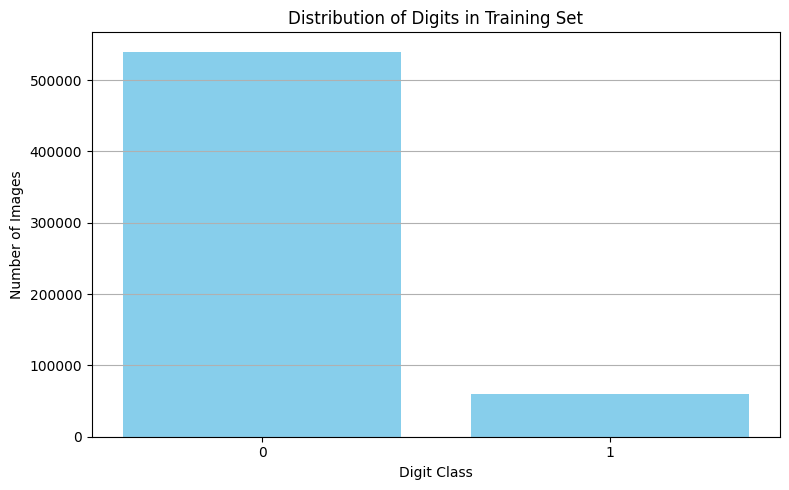 Distribution of Digits in Training Set
Number of Images
500000
400000
300000
200000
100000
0
0 1
Digit Class